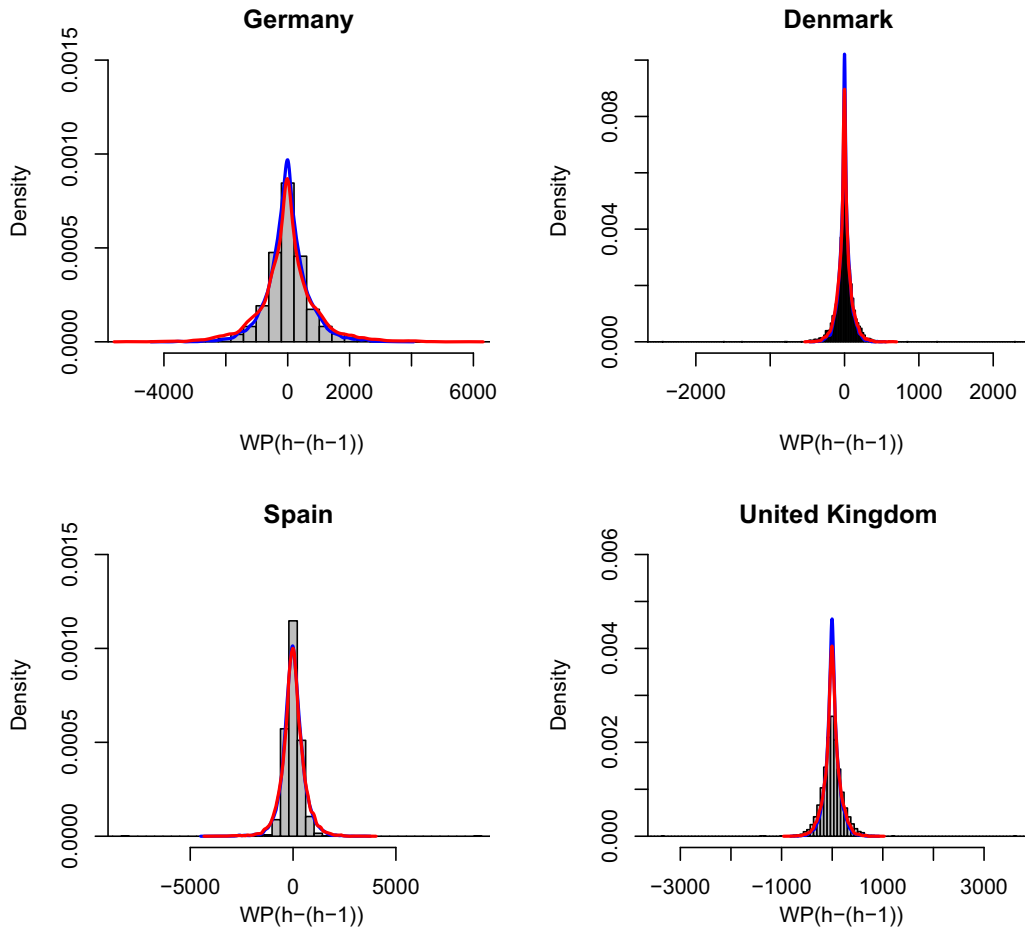 Germany
Density
0.0000
0.0005
0.0010
0.0015
−4000
0
2000
6000
WP(h−(h−1))
Denmark
Density
0.000
0.004
0.008
−2000
0
1000
2000
WP(h−(h−1))
Spain
Density
0.0000
0.0005
0.0010
0.0015
−5000
0
5000
WP(h−(h−1))
United Kingdom
Density
0.000
0.002
0.004
0.006
−3000
−1000
0
1000
3000
WP(h−(h−1))